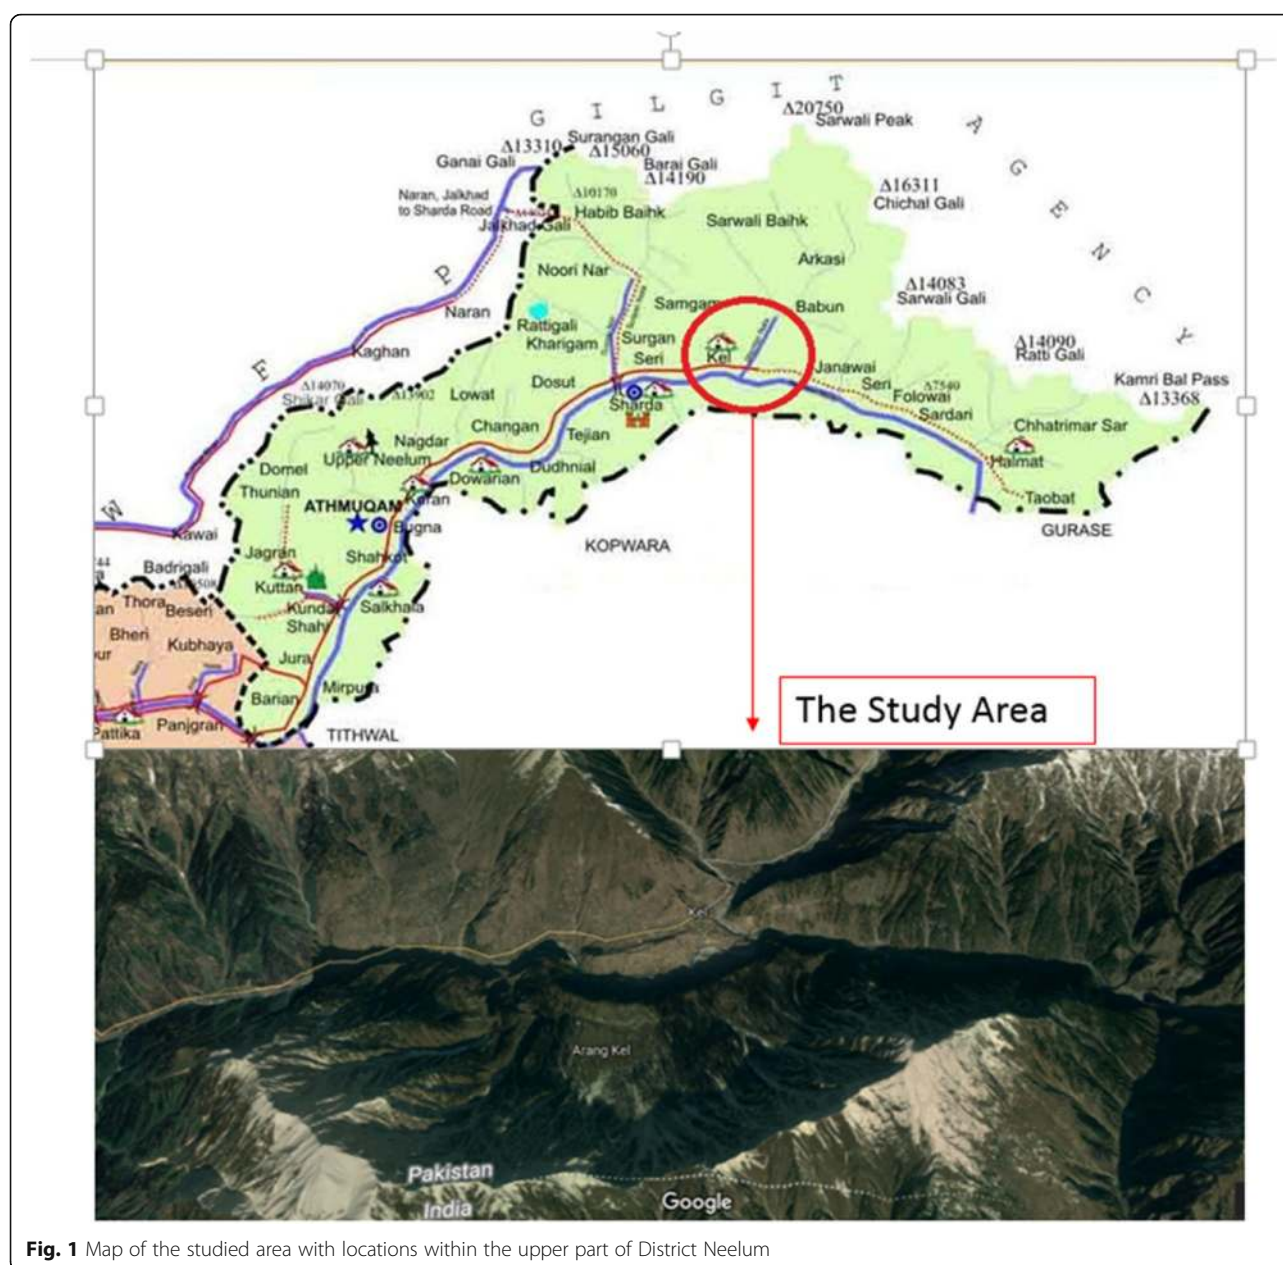 G I L G I T A G E N C Y
Δ20750
Sarwali Peak
Surangan Gali
Δ13310
Δ15060
Ganai Gali
Barai Gali
Δ14190
Δ16311
Chichal Gali
Naran, Jalkhad
to Sharda Road
Δ10170
Habib Baihk
Jalkhad Gali
Sarwali Baihk
Arkasi
Noori Nar
Δ14083
Sarwali Gali
W F P
Naran
Samgam
Babun
Rattigali
Kharigam
Surgan
Seri
Kel
Kaghan
Δ14090
Ratti Gali
Janawai
Kamri Bal Pass
Δ13368
Δ14070
Shikar Gali
Δ13902
Lowat
Dosut
Seri
Δ7540
Folowai
Sardari
Sharda
Changan
Tejian
Chhatrimar Sar
Nagdar
Upper Neelum
Domel
Dudhnial
Halmat
Thunian
Dowarian
Taobat
ATHMUQAM
Keran
Bugna
GURASE
Kawai
KOPWARA
Jagran
Shahkot
Badrigali
Kuttan
Thora
Beseri
Kundal
Shahi
Salkhala
Bheri
Kubhaya
Jura
Barian
Mirpura
The Study Area
Pattika
Panjgran
TITHWAL
Kel
Arang Kel
Pakistan
India
Google
Fig. 1 Map of the studied area with locations within the upper part of District Neelum